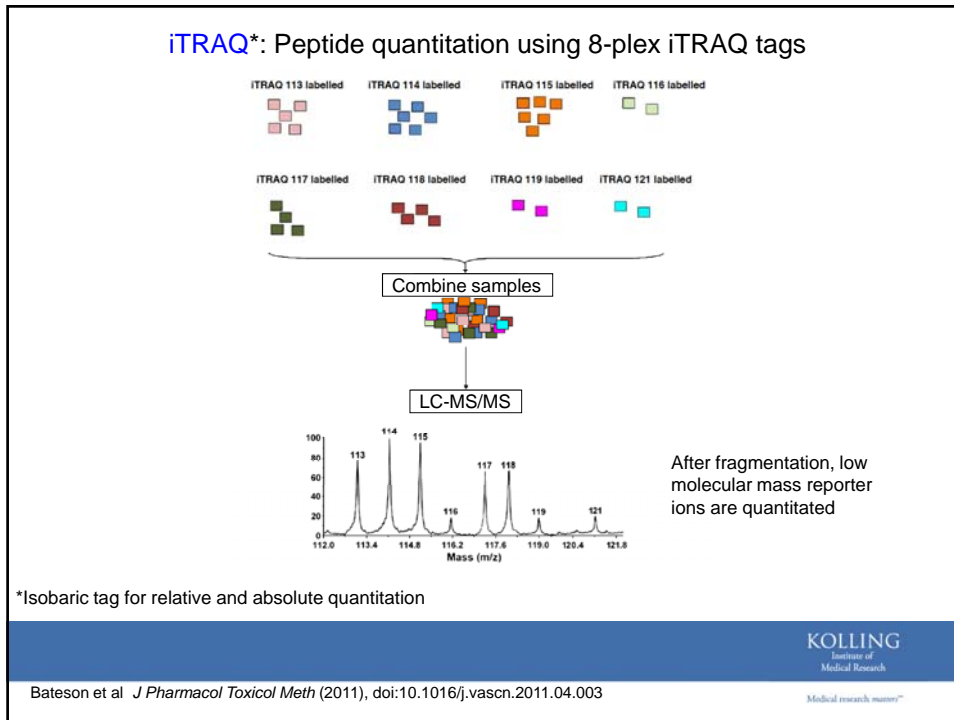 iTRAQ*: Peptide quantitation using 8-plex iTRAQ tags
iTRAQ 113 labelled iTRAQ 114 labelled iTRAQ 115 labelled iTRAQ 116 labelled
iTRAQ 117 labelled iTRAQ 118 labelled iTRAQ 119 labelled iTRAQ 121 labelled
Combine samples
LC-MS/MS
100
80
60
40
20
0
113 114 115 116 117 118 119 121
112.0 113.4 114.8 116.2 117.6 119.0 120.4 121.8
Mass (m/z)
After fragmentation, low
molecular mass reporter
ions are quantitated
*Isobaric tag for relative and absolute quantitation
KOLLING
Institute of
Medical Research
Bateson et al J Pharmacol Toxicol Meth (2011), doi:10.1016/j.vascn.2011.04.003
Medical research matters™